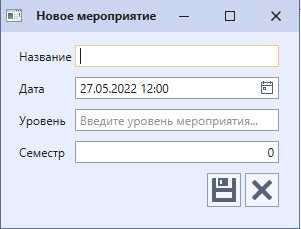 Новое мероприятие
Название
Дата 27.05.2022 12:00
Уровень Введите уровень мероприятия...
Семестр 0